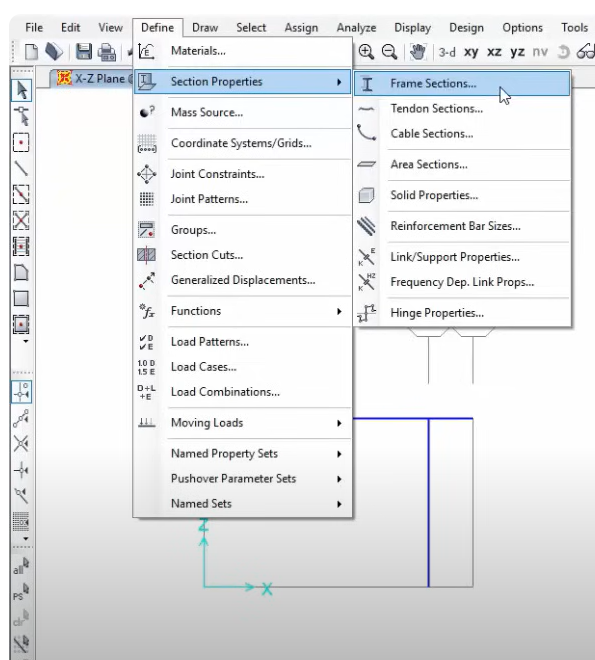 File Edit View Define Draw Select Assign Analyze Display Design Options Tools
3-d xy xz yz nv
X-Z Plane @
Materials...
Section Properties
Mass Source...
Coordinate Systems/Grids...
Joint Constraints...
Joint Patterns...
Groups...
Section Cuts...
Generalized Displacements...
Functions
Load Patterns...
Load Cases...
Load Combinations...
Moving Loads
Named Property Sets
Pushover Parameter Sets
Named Sets
Frame Sections...
Tendon Sections...
Cable Sections...
Area Sections...
Solid Properties...
Reinforcement Bar Sizes...
Link/Support Properties...
Frequency Dep. Link Props...
Hinge Properties...
Z
X
all
PS
clr